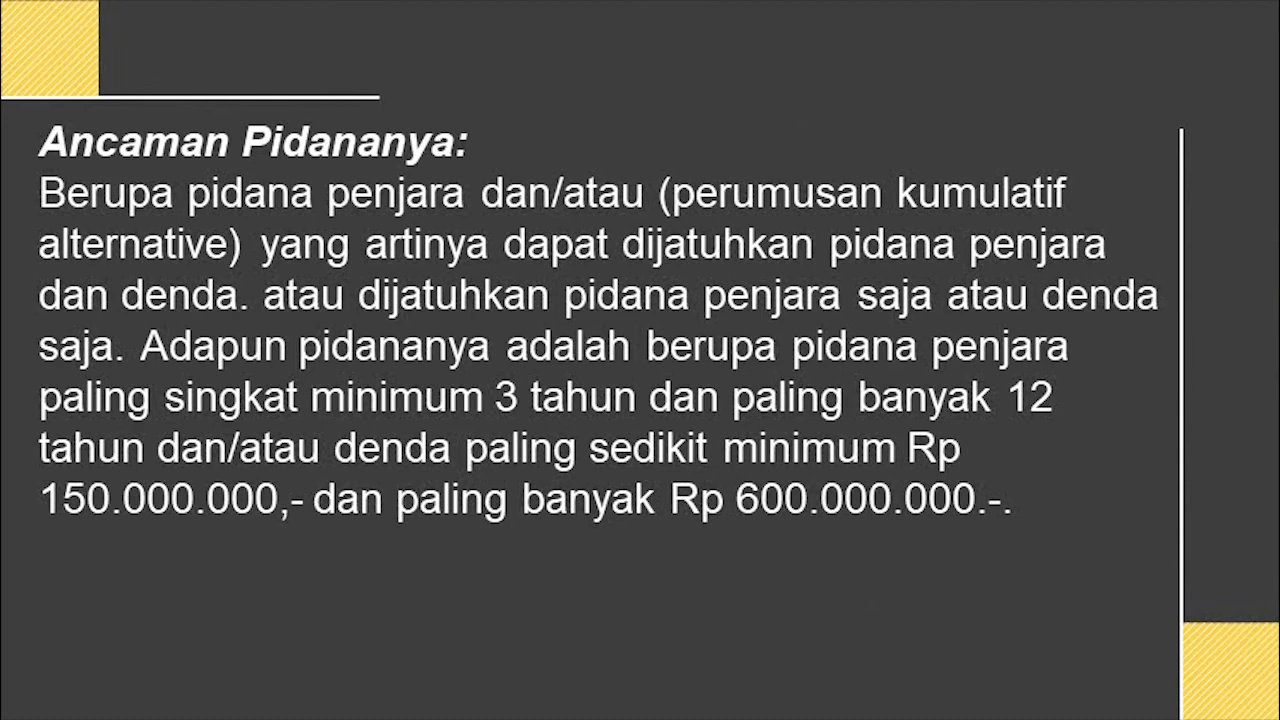 Ancaman Pidananya:
Berupa pidana penjara dan/atau (perumusan kumulatif
alternative) yang artinya dapat dijatuhkan pidana penjara
dan denda. atau dijatuhkan pidana penjara saja atau denda
saja. Adapun pidananya adalah berupa pidana penjara
paling singkat minimum 3 tahun dan paling banyak 12
tahun dan/atau denda paling sedikit minimum Rp
150.000.000,- dan paling banyak Rp 600.000.000.-.